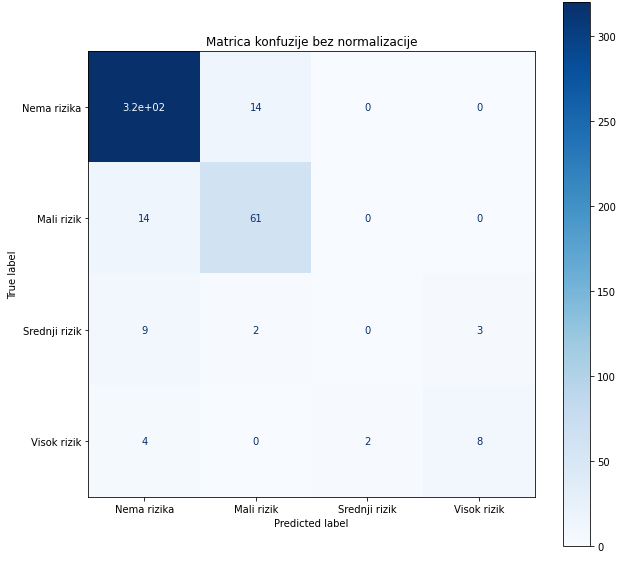 Matrica konfuzije bez normalizacije
Nema rizika 3.2e+02 14 0 0
Mali rizik 14 61 0 0
Srednji rizik 9 2 0 3
Visok rizik 4 0 2 8
Nema rizika Mali rizik Srednji rizik Visok rizik
Predicted label
True label
300
250
200
150
100
50
0